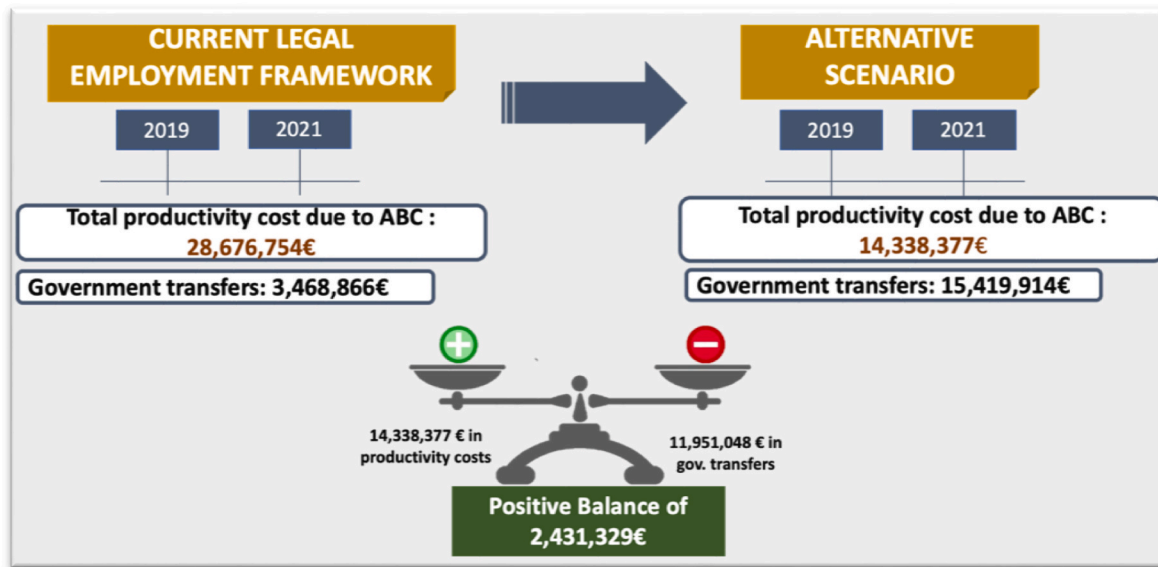 CURRENT LEGAL
EMPLOYMENT FRAMEWORK
2019
2021
Total productivity cost due to ABC :
28,676,754€
Government transfers: 3,468,866€
ALTERNATIVE
SCENARIO
2019
2021
Total productivity cost due to ABC :
14,338,377€
Government transfers: 15,419,914€
14,338,377 € in
productivity costs
11,951,048 € in
gov. transfers
Positive Balance of
2,431,329€